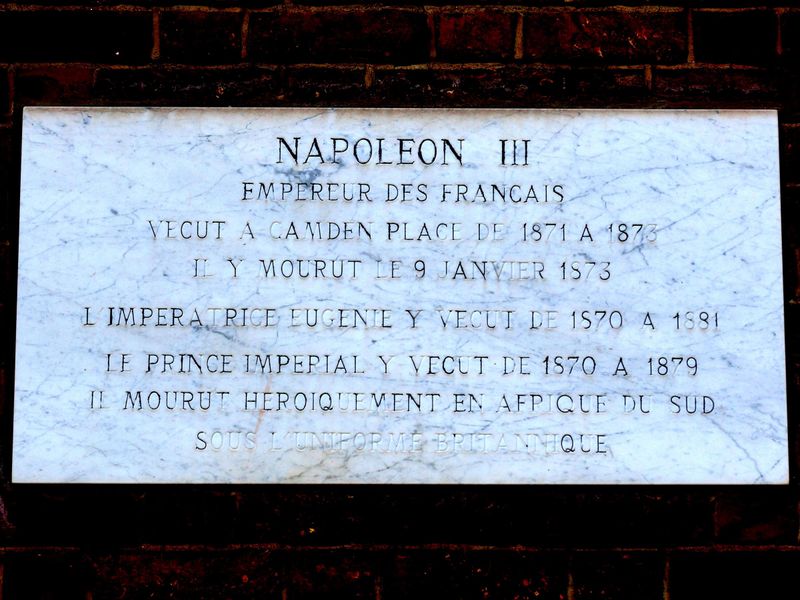 NAPOLEON III
EMPEREUR DES FRANCAIS
VECUT A CAMDEN PLACE DE 1871 A 1873
IL Y MOURUT LE 9 JANVIER 1873
L'IMPERATRICE EUGENIE Y VECUT DE 1870 A 1881
LE PRINCE IMPERIAL Y VECUT DE 1870 A 1879
IL MOURUT HEROIQUEMENT EN AFRIQUE DU SUD
SOUS L'UNIFORME BRITANNIQUE